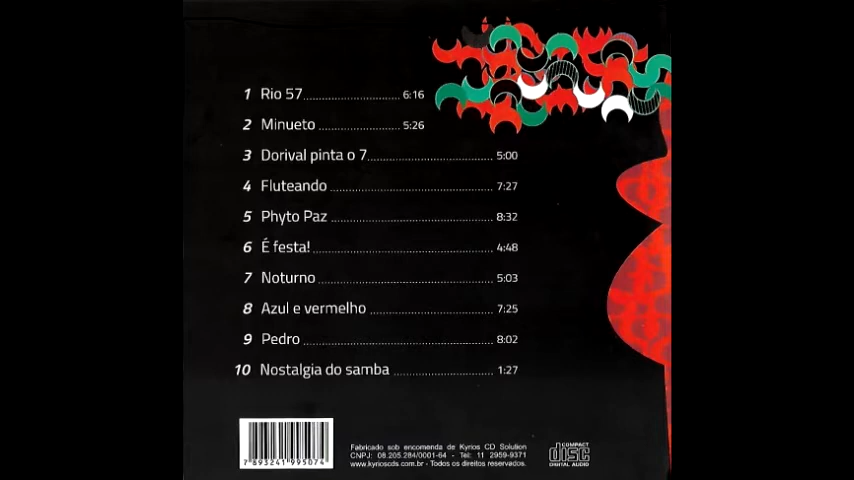 1 Rio 57 6:16
2 Minueto 5:26
3 Dorival pinta o 7 5:00
4 Fluteando 7:27
5 Phyto Paz 8:32
6 É festa! 4:48
7 Noturno 5:03
8 Azul e vermelho 7:25
9 Pedro 8:02
10 Nostalgia do samba 1:27
7 893241 995074
Fabricado sob encomenda de Kyrios CD Solution
CNPJ: 08.205.284/0001-64 - Tel: 11 2959-9371
www.kyrioscds.com.br - Todos os direitos reservados.
COMPACT
disc
DIGITAL AUDIO